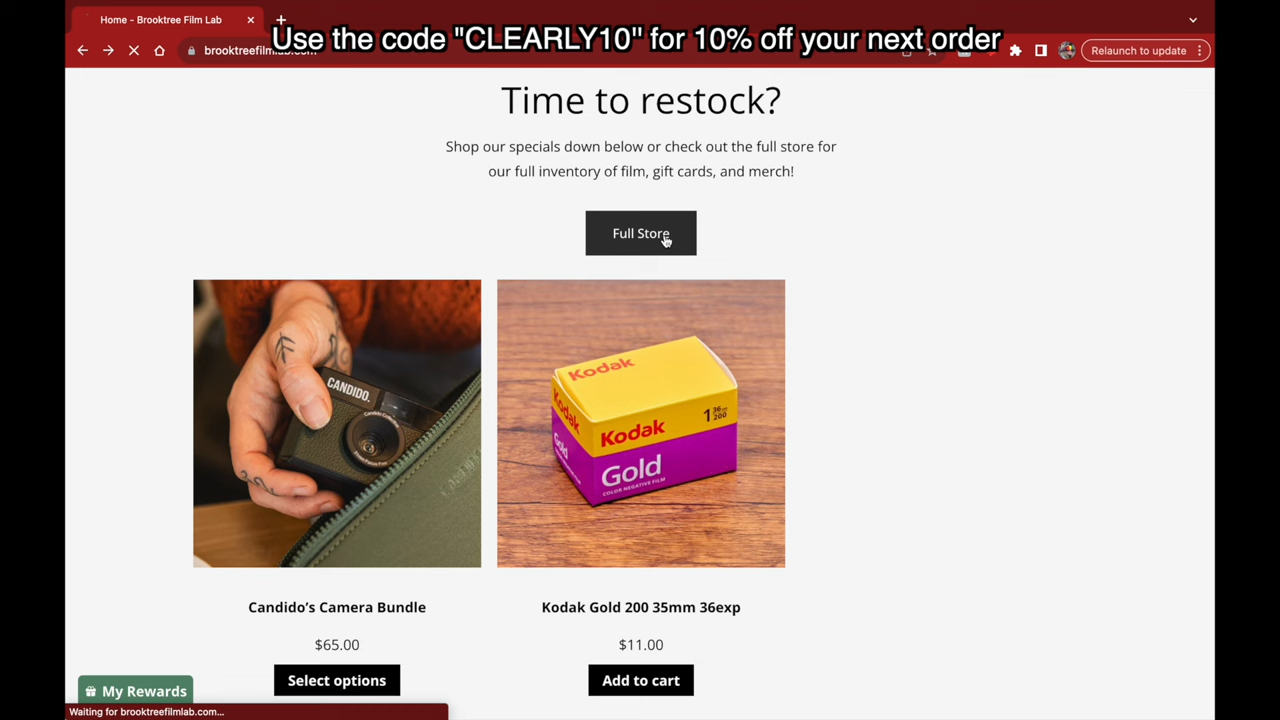 Home - Brooktree Film Lab
Use the code "CLEARLY10" for 10% off your next order
Relaunch to update
Time to restock?
Shop our specials down below or check out the full store for
our full inventory of film, gift cards, and merch!
Full Store
CANDIDO.
Kodak
Kodak
Kodak
Gold
Gold
COLOR NEGATIVE FILM
1 36 200
Candido's Camera Bundle
Kodak Gold 200 35mm 36exp
$65.00
$11.00
Select options
Add to cart
My Rewards
Waiting for brooktreefilmlab.com...